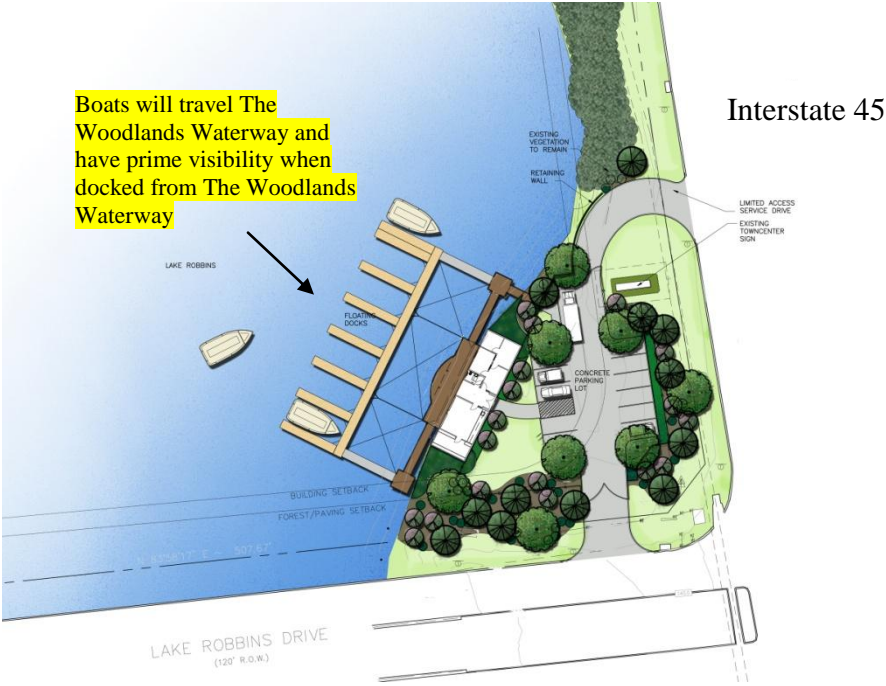 Boats will travel The
Woodlands Waterway and
have prime visibility when
docked from The Woodlands
Waterway
Interstate 45
EXISTING
VEGETATION
TO REMAIN
RETAINING
WALL
LIMITED ACCESS
SERVICE DRIVE
EXISTING
TOWNCENTER
SIGN
LAKE ROBBINS
FLOATING
DOCKS
CONCRETE
PARKING
LOT
BUILDING SETBACK
FOREST/PAVING SETBACK
LAKE ROBBINS DRIVE
(120' R.O.W.)